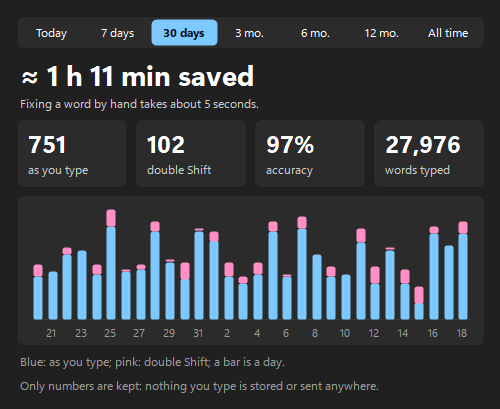 Today 7 days 30 days 3 mo. 6 mo. 12 mo. All time
≈ 1 h 11 min saved
Fixing a word by hand takes about 5 seconds.
751 102 97% 27,976
as you type double Shift accuracy words typed
21 23 25 27 29 31 2 4 6 8 10 12 14 16 18
Blue: as you type; pink: double Shift; a bar is a day.
Only numbers are kept: nothing you type is stored or sent anywhere.